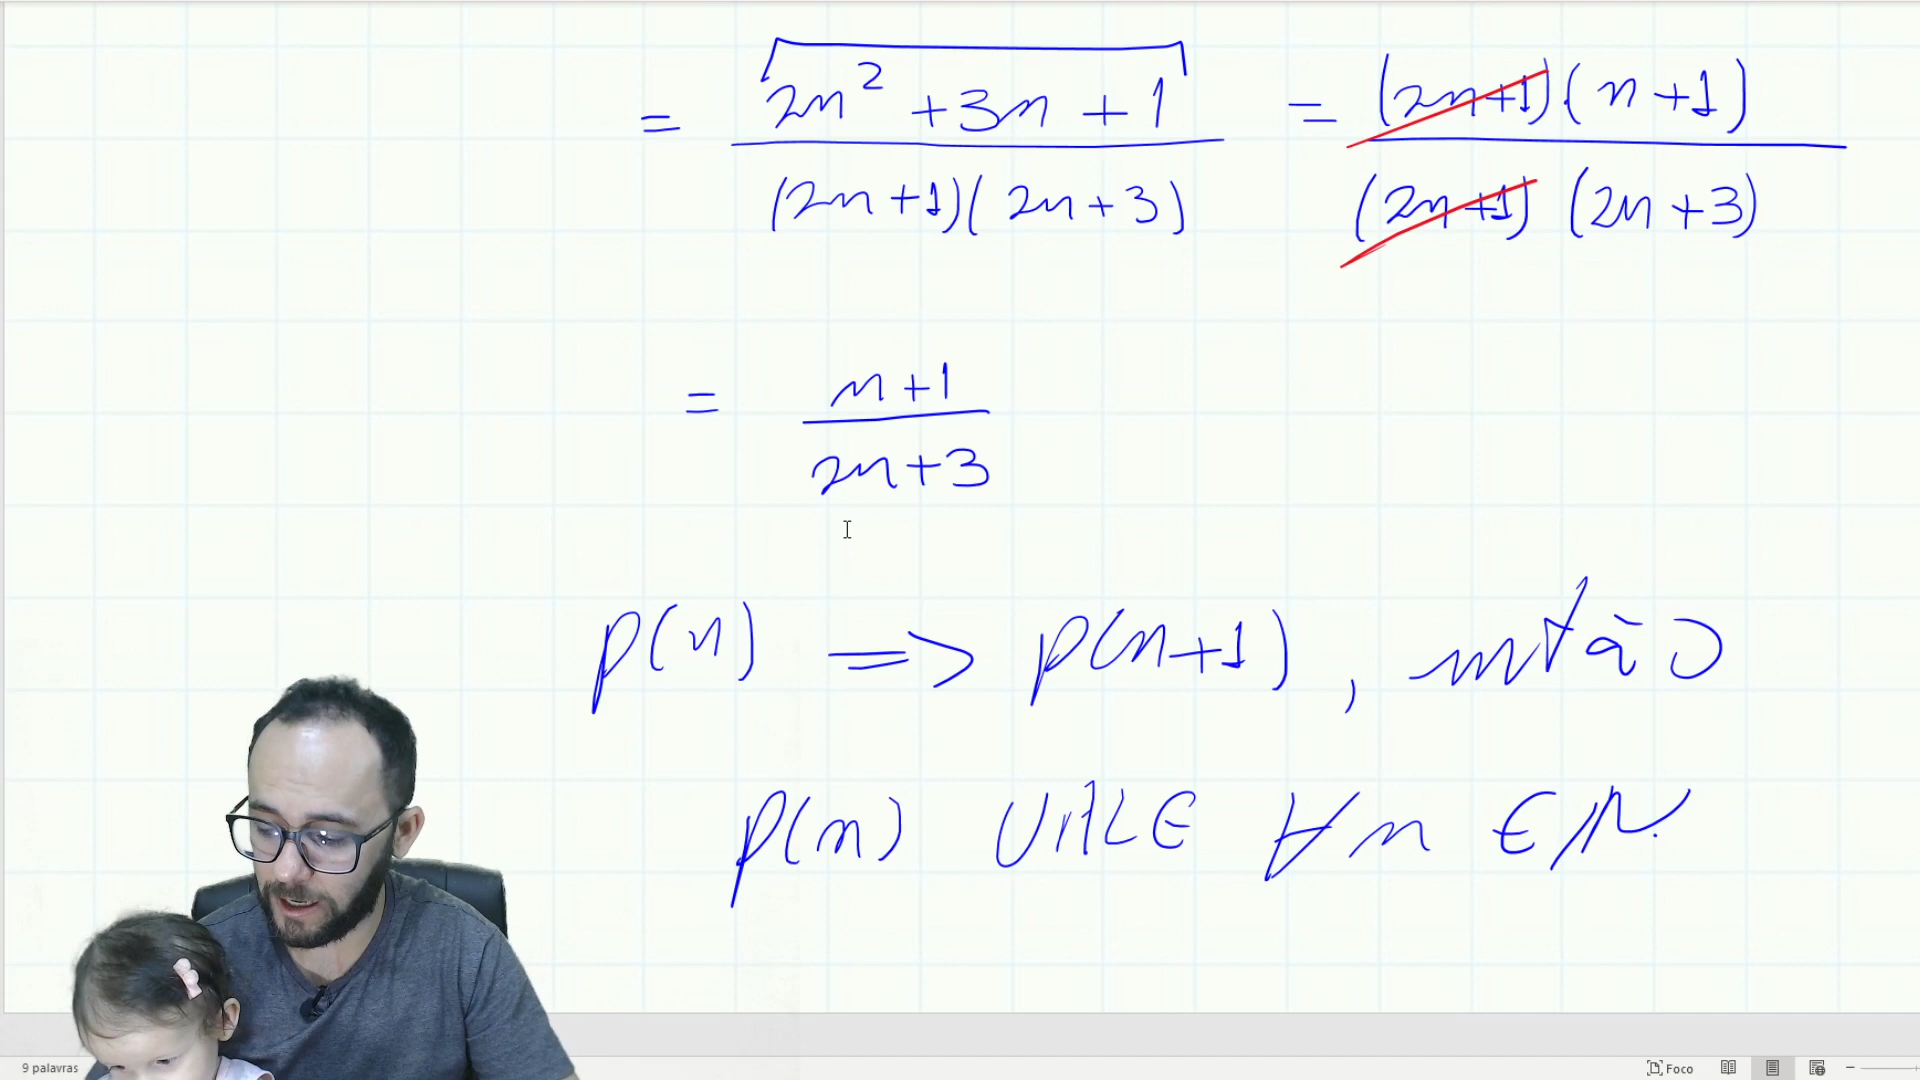 = 2n² + 3n + 1 / (2n+1)(2n+3) = (2n+1).(n+1) / (2n+1)(2n+3)
= n+1 / 2n+3
P(n) => P(n+1), então
P(n) VALE ∀n ∈ ℕ.
9 palavras
Foco